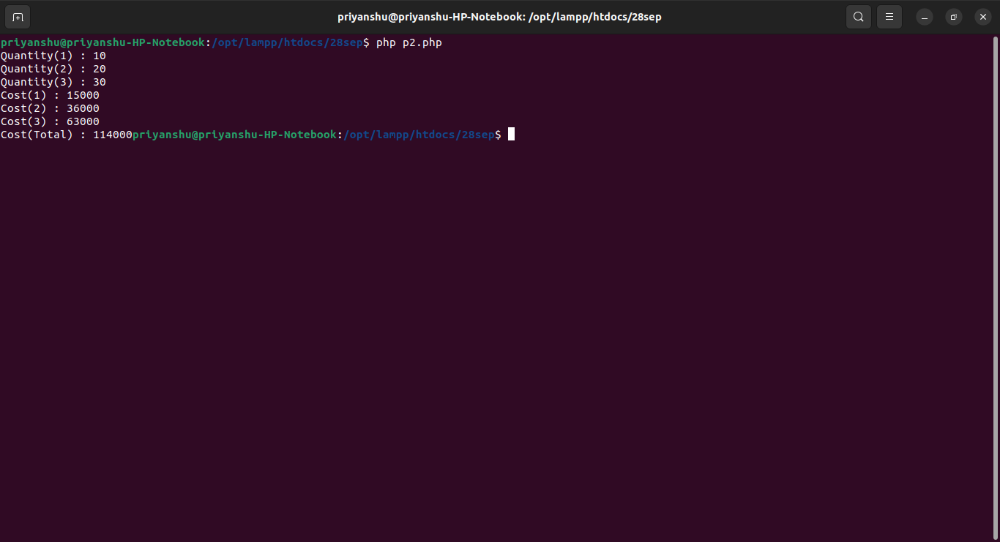 priyanshu@priyanshu-HP-Notebook: /opt/lampp/htdocs/28sep
priyanshu@priyanshu-HP-Notebook:/opt/lampp/htdocs/28sep$ php p2.php
Quantity(1) : 10
Quantity(2) : 20
Quantity(3) : 30
Cost(1) : 15000
Cost(2) : 36000
Cost(3) : 63000
Cost(Total) : 114000priyanshu@priyanshu-HP-Notebook:/opt/lampp/htdocs/28sep$